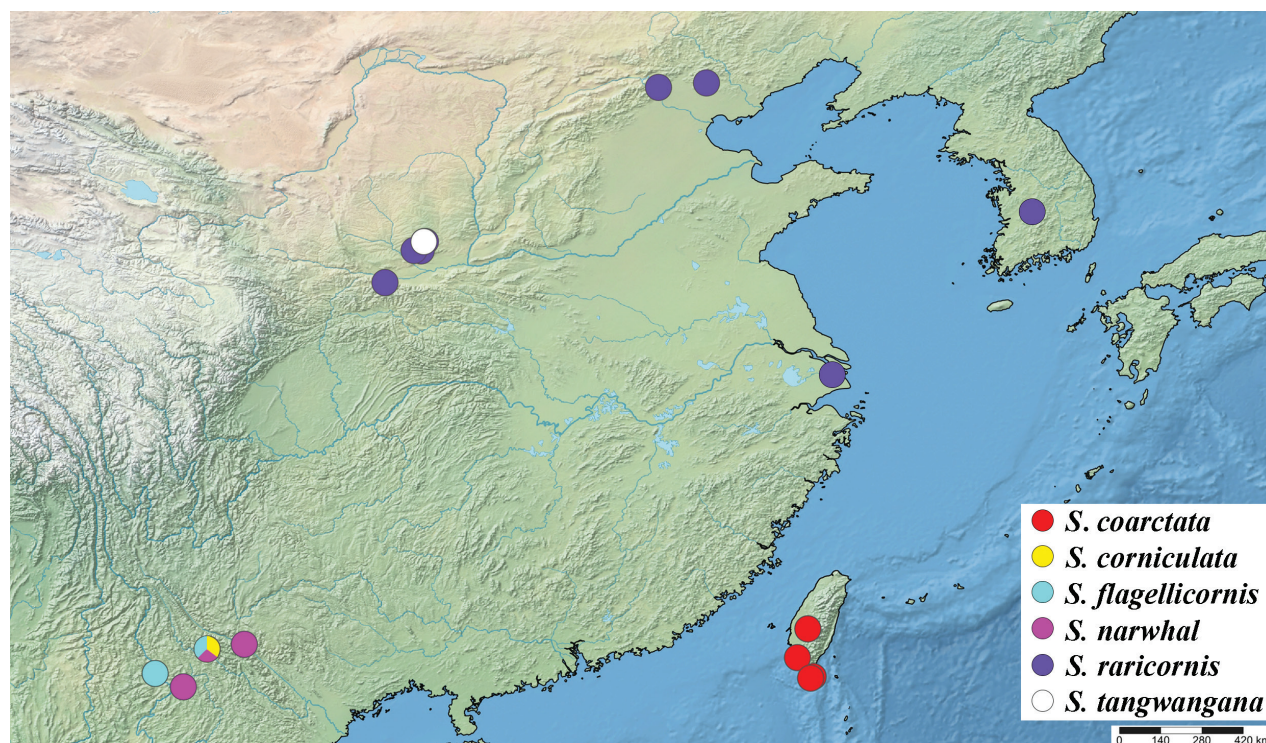 S. coarctata
S. corniculata
S. flagellicornis
S. narwhal
S. raricornis
S. tangwangana
0 140 280 420 km